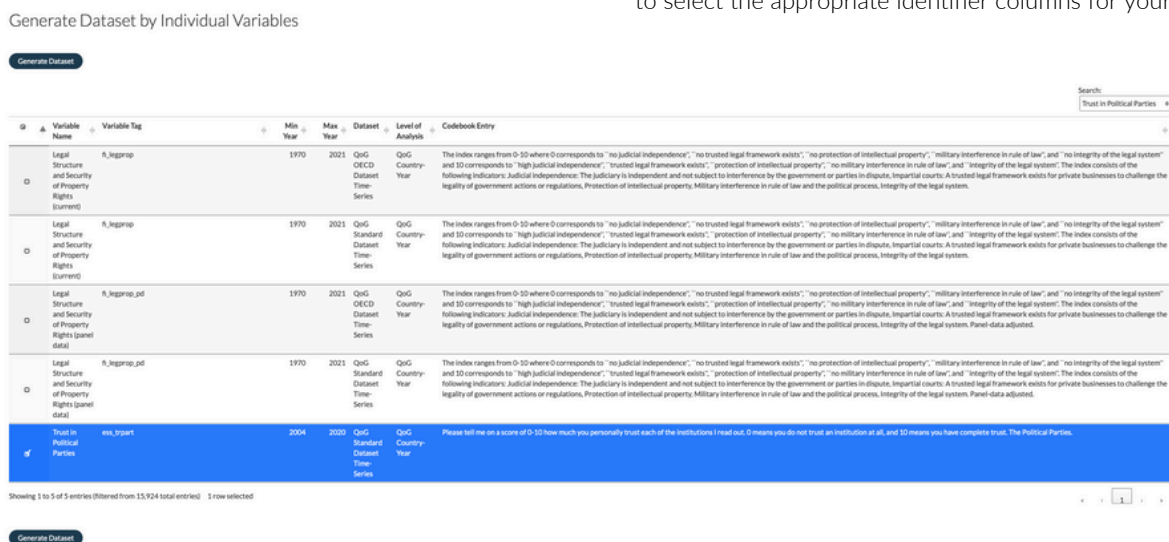 to select the appropriate identifier columns for your
Generate Dataset by Individual Variables
Generate Dataset
Search:
Trust in Political Parties
Variable Name Variable Tag Min Year Max Year Dataset Level of Analysis Codebook Entry
Legal Structure and Security of Property Rights (current) fi_legprop 1970 2021 QoG OECD Dataset Time-Series QoG Country-Year
The index ranges from 0-10 where 0 corresponds to ``no judicial independence'', ``no trusted legal framework exists'', ``no protection of intellectual property'', ``military interference in rule of law'', and ``no integrity of the legal system''
and 10 corresponds to ``high judicial independence'', ``trusted legal framework exists'', ``protection of intellectual property'', ``no military interference in rule of law'', and ``integrity of the legal system''. The index consists of the
following indicators: Judicial independence: The judiciary is independent and not subject to interference by the government or parties in dispute, Impartial courts: A trusted legal framework exists for private businesses to challenge the
legality of government actions or regulations, Protection of intellectual property, Military interference in rule of law and the political process, Integrity of the legal system.
Legal Structure and Security of Property Rights (current) fi_legprop 1970 2021 QoG Standard Dataset Time-Series QoG Country-Year
The index ranges from 0-10 where 0 corresponds to ``no judicial independence'', ``no trusted legal framework exists'', ``no protection of intellectual property'', ``military interference in rule of law'', and ``no integrity of the legal system''
and 10 corresponds to ``high judicial independence'', ``trusted legal framework exists'', ``protection of intellectual property'', ``no military interference in rule of law'', and ``integrity of the legal system''. The index consists of the
following indicators: Judicial independence: The judiciary is independent and not subject to interference by the government or parties in dispute, Impartial courts: A trusted legal framework exists for private businesses to challenge the
legality of government actions or regulations, Protection of intellectual property, Military interference in rule of law and the political process, Integrity of the legal system.
Legal Structure and Security of Property Rights (panel data) fi_legprop_pd 1970 2021 QoG OECD Dataset Time-Series QoG Country-Year
The index ranges from 0-10 where 0 corresponds to ``no judicial independence'', ``no trusted legal framework exists'', ``no protection of intellectual property'', ``military interference in rule of law'', and ``no integrity of the legal system''
and 10 corresponds to ``high judicial independence'', ``trusted legal framework exists'', ``protection of intellectual property'', ``no military interference in rule of law'', and ``integrity of the legal system''. The index consists of the
following indicators: Judicial independence: The judiciary is independent and not subject to interference by the government or parties in dispute, Impartial courts: A trusted legal framework exists for private businesses to challenge the
legality of government actions or regulations, Protection of intellectual property, Military interference in rule of law and the political process, Integrity of the legal system. Panel-data adjusted.
Legal Structure and Security of Property Rights (panel data) fi_legprop_pd 1970 2021 QoG Standard Dataset Time-Series QoG Country-Year
The index ranges from 0-10 where 0 corresponds to ``no judicial independence'', ``no trusted legal framework exists'', ``no protection of intellectual property'', ``military interference in rule of law'', and ``no integrity of the legal system''
and 10 corresponds to ``high judicial independence'', ``trusted legal framework exists'', ``protection of intellectual property'', ``no military interference in rule of law'', and ``integrity of the legal system''. The index consists of the
following indicators: Judicial independence: The judiciary is independent and not subject to interference by the government or parties in dispute, Impartial courts: A trusted legal framework exists for private businesses to challenge the
legality of government actions or regulations, Protection of intellectual property, Military interference in rule of law and the political process, Integrity of the legal system. Panel-data adjusted.
Trust in Political Parties ess_trpart 2004 2020 QoG Standard Dataset Time-Series QoG Country-Year
Please tell me on a score of 0-10 how much you personally trust each of the institutions I read out. 0 means you do not trust an institution at all, and 10 means you have complete trust. The Political Parties.
Showing 1 to 5 of 5 entries (filtered from 15,924 total entries) 1 row selected
« ‹ 1 › »
Generate Dataset